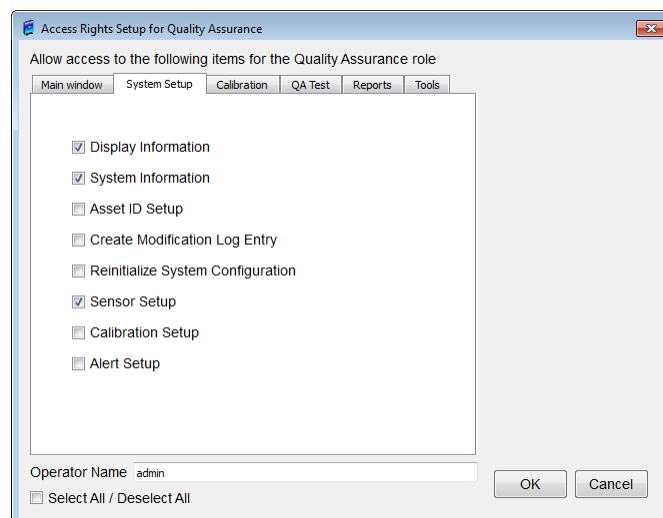 Access Rights Setup for Quality Assurance
Allow access to the following items for the Quality Assurance role
Main window System Setup Calibration QA Test Reports Tools
Display Information
System Information
Asset ID Setup
Create Modification Log Entry
Reinitialize System Configuration
Sensor Setup
Calibration Setup
Alert Setup
Operator Name admin
Select All / Deselect All
OK Cancel